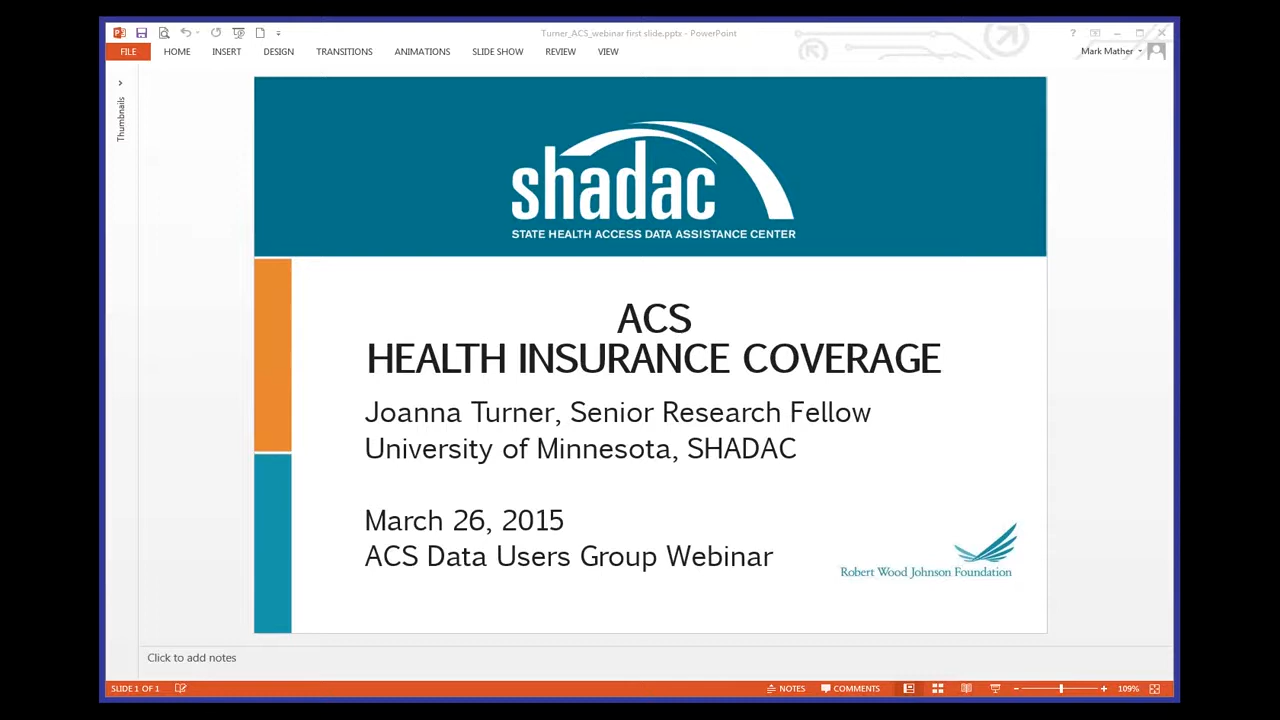 Turner_ACS_webinar first slide.pptx - PowerPoint
?
FILE HOME INSERT DESIGN TRANSITIONS ANIMATIONS SLIDE SHOW REVIEW VIEW
Mark Mather
Thumbnails
shadac
STATE HEALTH ACCESS DATA ASSISTANCE CENTER
ACS
HEALTH INSURANCE COVERAGE
Joanna Turner, Senior Research Fellow
University of Minnesota, SHADAC
March 26, 2015
ACS Data Users Group Webinar
Robert Wood Johnson Foundation
Click to add notes
SLIDE 1 OF 1 NOTES COMMENTS 109%